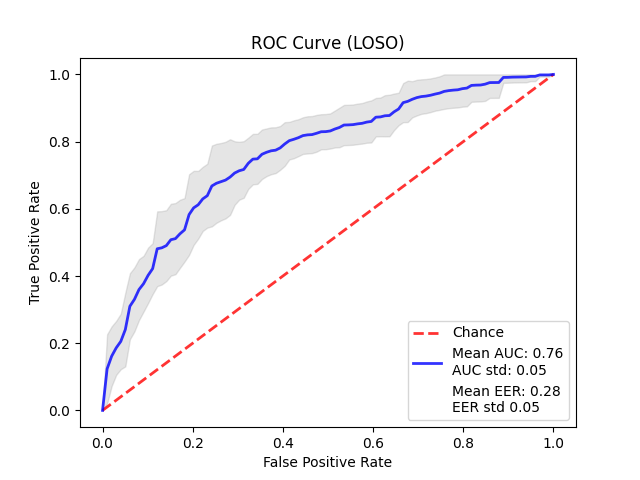 ROC Curve (LOSO)
True Positive Rate
1.0
0.8
0.6
0.4
0.2
0.0
0.0 0.2 0.4 0.6 0.8 1.0
False Positive Rate
Chance
Mean AUC: 0.76
AUC std: 0.05
Mean EER: 0.28
EER std 0.05